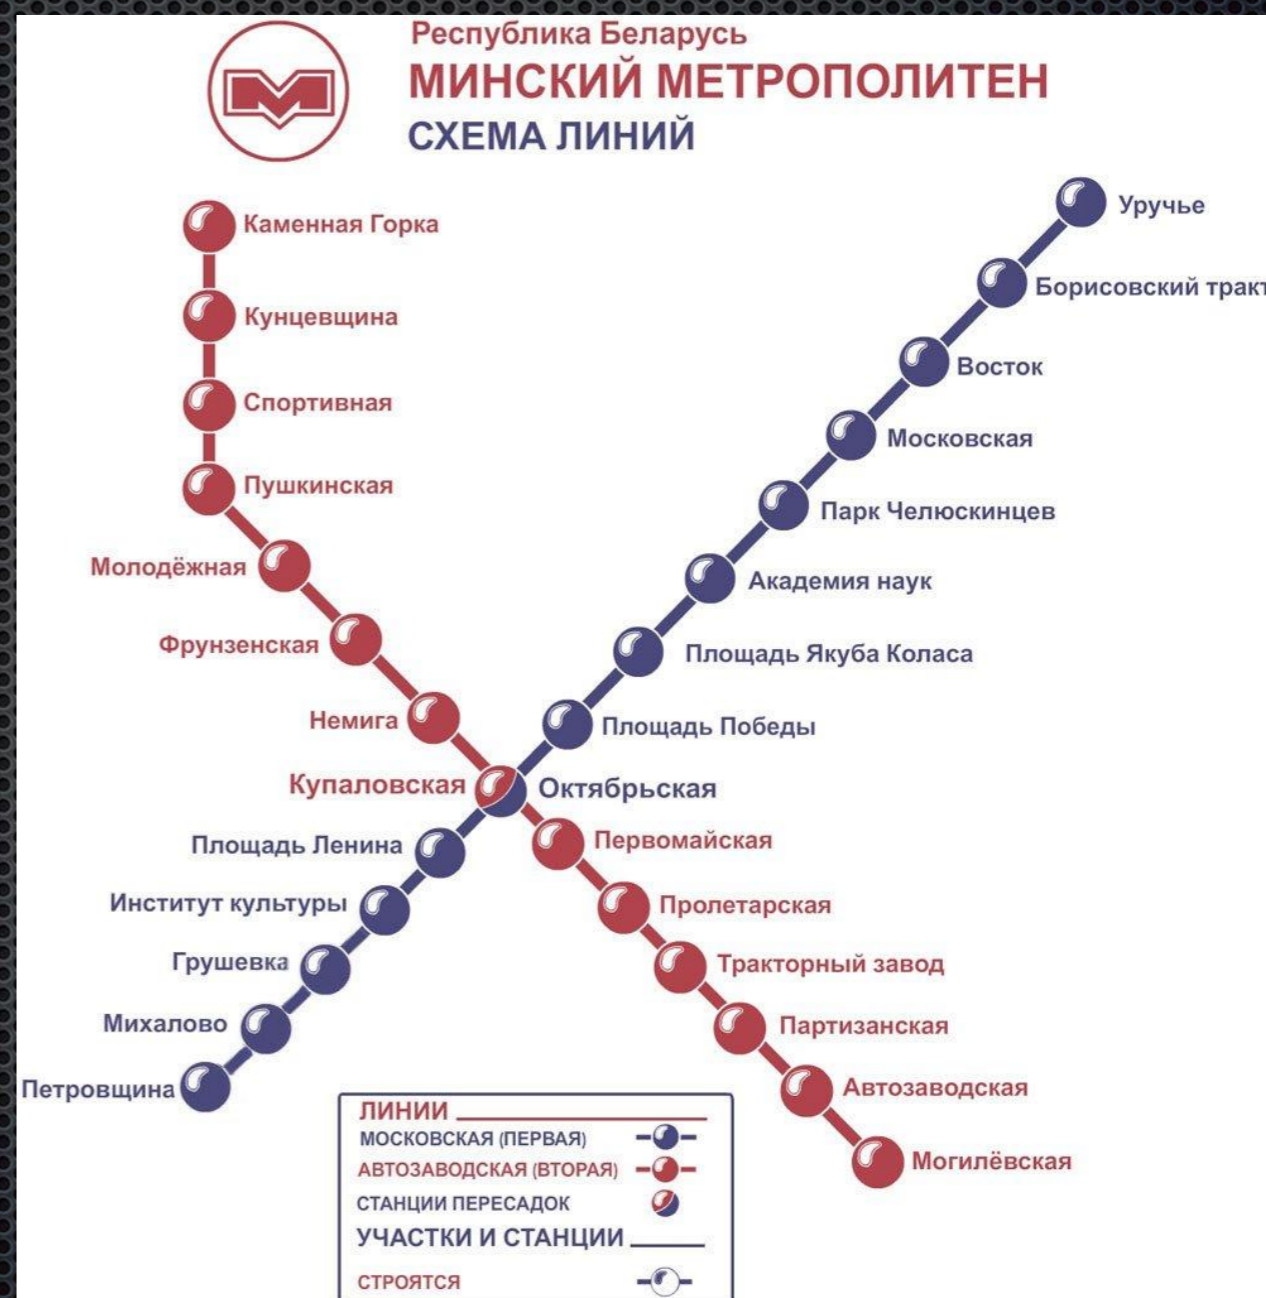 Республика Беларусь
МИНСКИЙ МЕТРОПОЛИТЕН
СХЕМА ЛИНИЙ
Каменная Горка
Кунцевщина
Спортивная
Пушкинская
Молодёжная
Фрунзенская
Немига
Купаловская
Первомайская
Пролетарская
Тракторный завод
Партизанская
Автозаводская
Могилёвская
Уручье
Борисовский тракт
Восток
Московская
Парк Челюскинцев
Академия наук
Площадь Якуба Коласа
Площадь Победы
Октябрьская
Площадь Ленина
Институт культуры
Грушевка
Михалово
Петровщина
ЛИНИИ
МОСКОВСКАЯ (ПЕРВАЯ)
АВТОЗАВОДСКАЯ (ВТОРАЯ)
СТАНЦИИ ПЕРЕСАДОК
УЧАСТКИ И СТАНЦИИ
СТРОЯТСЯ